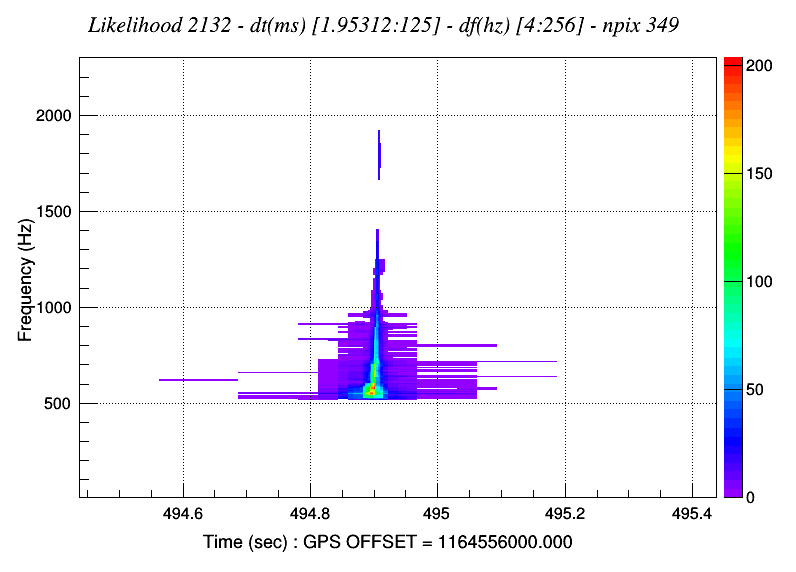 Likelihood 2132 - dt(ms) [1.95312:125] - df(hz) [4:256] - npix 349
200
2000
150
1500
Frequency (Hz)
100
1000
50
500
0
494.6 494.8 495 495.2 495.4
Time (sec) : GPS OFFSET = 1164556000.000